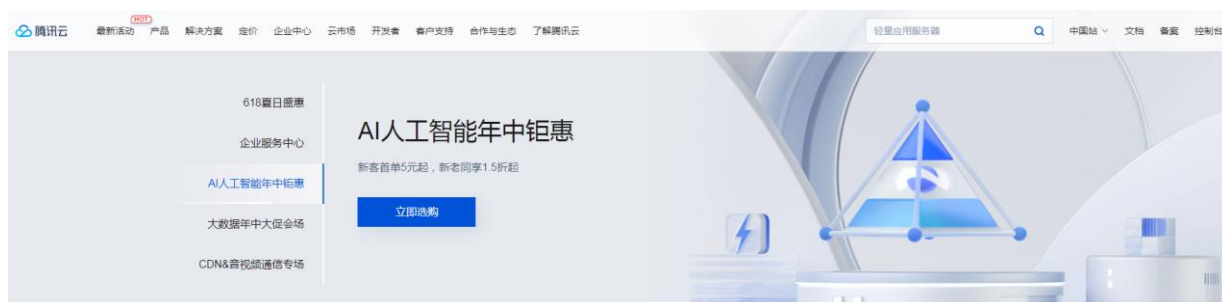 腾讯云 最新活动 HOT 产品 解决方案 定价 企业中心 云市场 开发者 客户支持 合作与生态 了解腾讯云 轻量应用服务器 中国站 文档 备案 控制台
618夏日盛惠
企业服务中心
AI人工智能年中钜惠
大数据年中大促会场
CDN&音视频通信专场
AI人工智能年中钜惠
新客首单5元起，新老同享1.5折起
立即选购